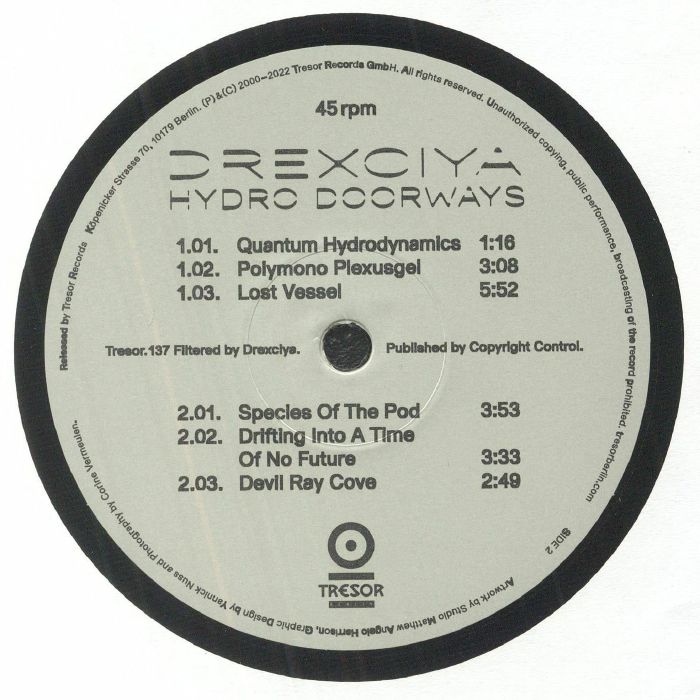 Released by Tresor Records Köpenicker Strasse 70, 10179 Berlin. (P)&(C) 2000–2022 Tresor Records GmbH. All rights reserved. Unauthorized copying, public performance, broadcasting of the record prohibited. tresorberlin.com
45rpm
DREXCIYA
HYDRO DOORWAYS
1.01. Quantum Hydrodynamics 1:16
1.02. Polymono Plexusgel 3:08
1.03. Lost Vessel 5:52
Tresor.137 Filtered by Drexciya. Published by Copyright Control.
2.01. Species Of The Pod 3:53
2.02. Drifting Into A Time
Of No Future 3:33
2.03. Devil Ray Cove 2:49
TRESOR
SIDE 2
Artwork by Studio Matthew Angelo Harrison, Graphic Design by Yannick Nuss and Photography by Corine Vermeulen.